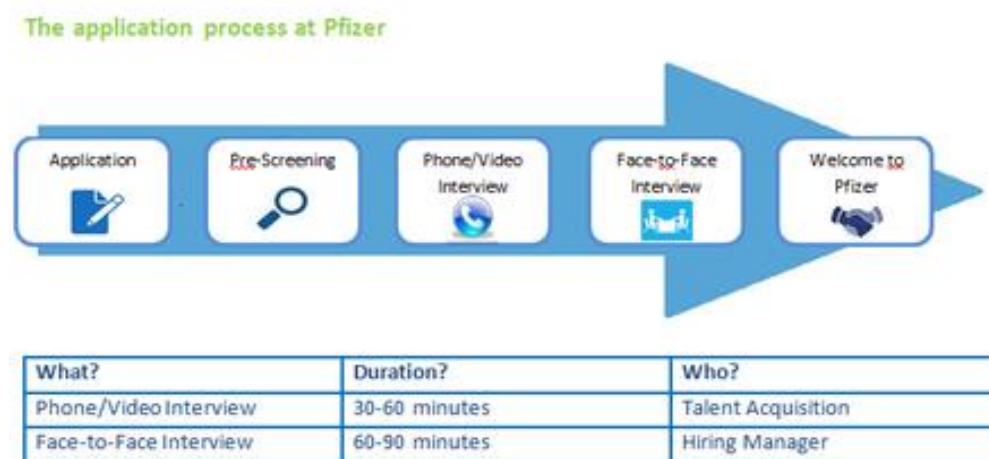 The application process at Pfizer
Application
Pre-Screening
Phone/Video
Interview
Face-to-Face
Interview
Welcome to
Pfizer
What? Duration? Who?
Phone/Video Interview 30-60 minutes Talent Acquisition
Face-to-Face Interview 60-90 minutes Hiring Manager